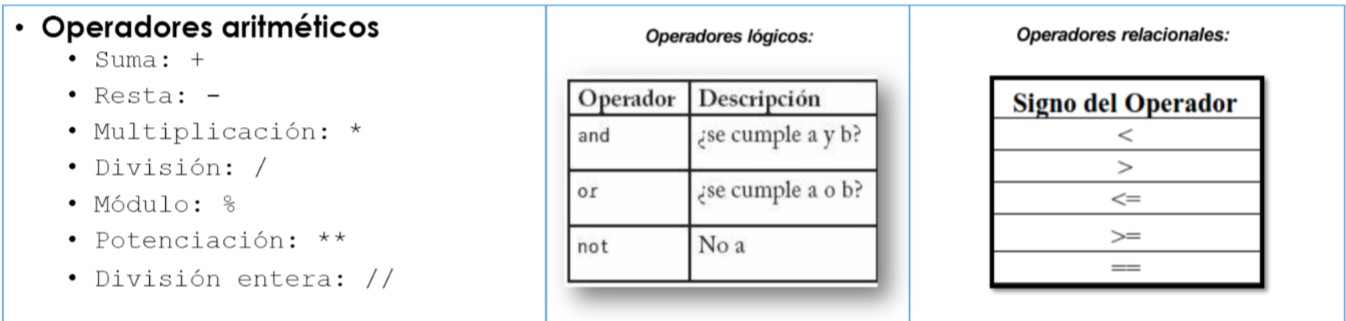 • Operadores aritméticos
• Suma: +
• Resta: -
• Multiplicación: *
• División: /
• Módulo: %
• Potenciación: **
• División entera: //
Operadores lógicos:
Operador Descripción
and ¿se cumple a y b?
or ¿se cumple a o b?
not No a
Operadores relacionales:
Signo del Operador
<
>
<=
>=
==